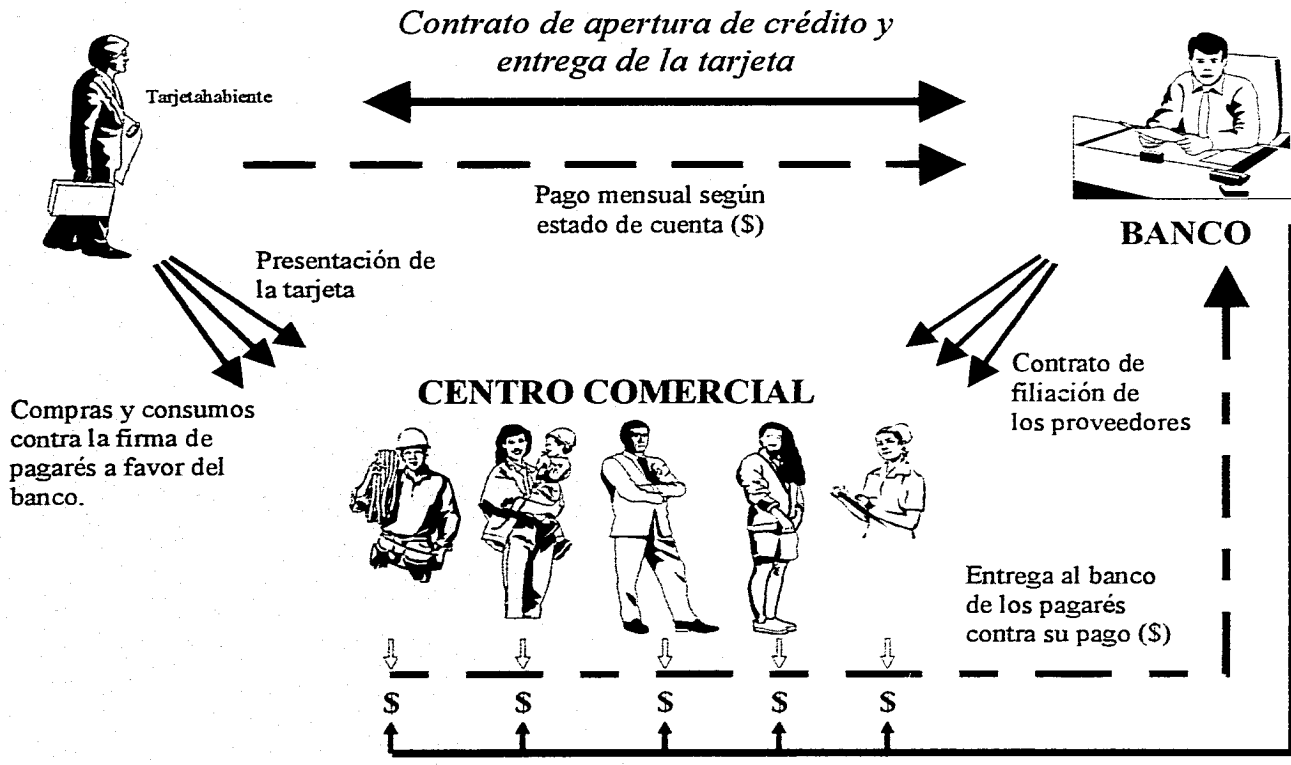 Contrato de apertura de crédito y
entrega de la tarjeta
Tarjetahabiente
Pago mensual según
estado de cuenta ($)
BANCO
Presentación de
la tarjeta
Contrato de
filiación de
los proveedores
CENTRO COMERCIAL
Compras y consumos
contra la firma de
pagarés a favor del
banco.
Entrega al banco
de los pagarés
contra su pago ($)
$ $ $ $ $